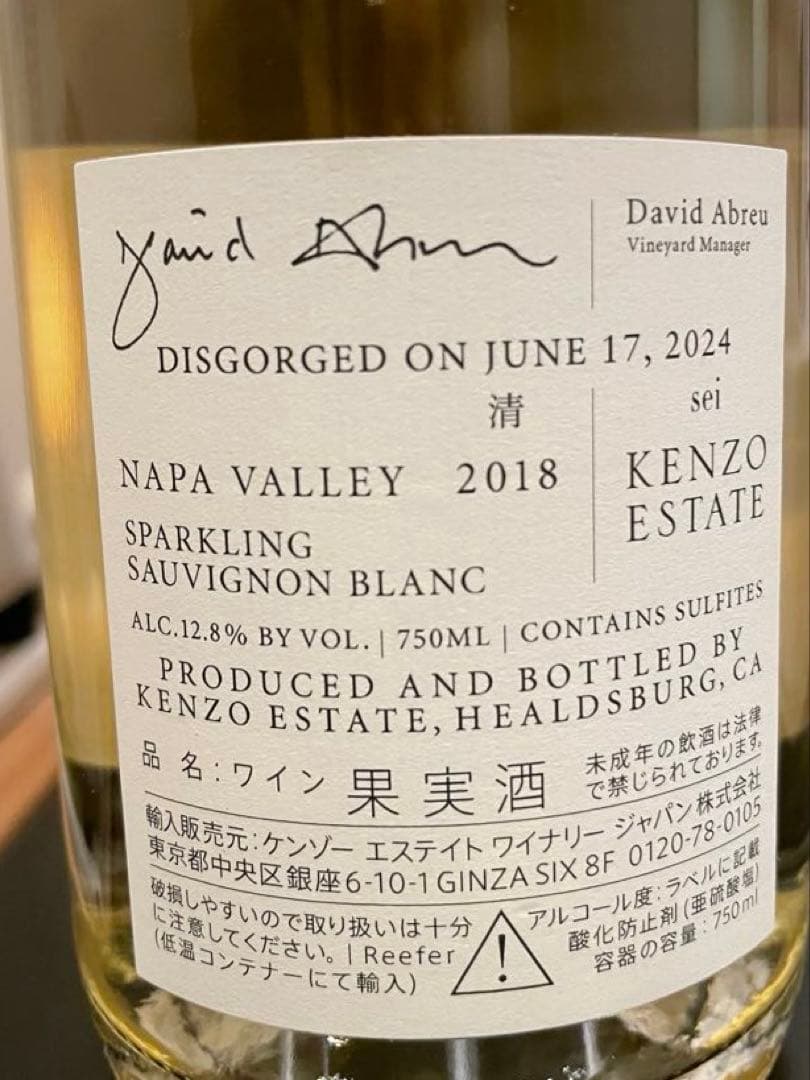 David Abreu
David Abreu
Vineyard Manager
DISGORGED ON JUNE 17, 2024
清
sei
NAPA VALLEY 2018
KENZO
ESTATE
SPARKLING
SAUVIGNON BLANC
ALC.12.8% BY VOL. | 750ML | CONTAINS SULFITES
PRODUCED AND BOTTLED BY
KENZO ESTATE, HEALDSBURG, CA
品 名:ワイン 果実酒
未成年の飲酒は法律
で禁じられております。
輸入販売元:ケンゾー エステイト ワイナリー ジャパン株式会社
東京都中央区銀座6-10-1 GINZA SIX 8F 0120-78-0105
破損しやすいので取り扱いは十分
に注意してください。 | Reefer
(低温コンテナーにて輸入)
!
アルコール度:ラベルに記載
酸化防止剤(亜硫酸塩)
容器の容量:750ml